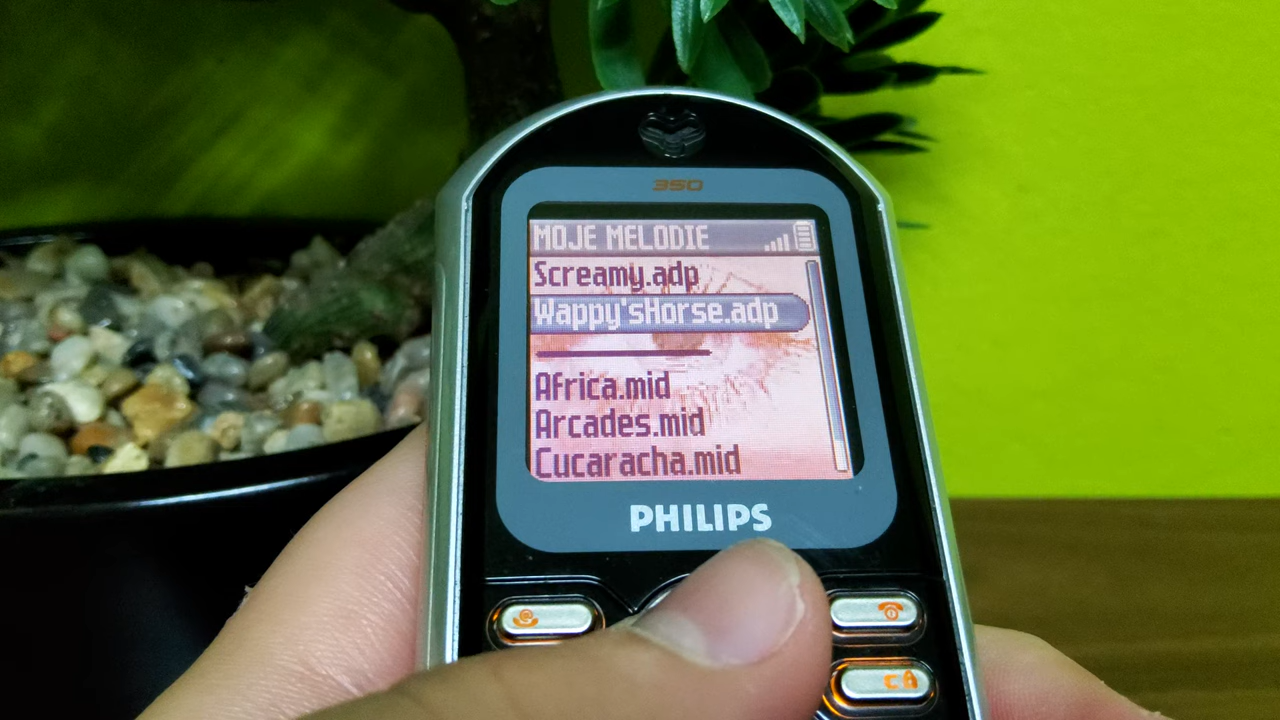 350
MOJE MELODIE
Screamy.adp
Wappy'sHorse.adp
Africa.mid
Arcades.mid
Cucaracha.mid
PHILIPS
c